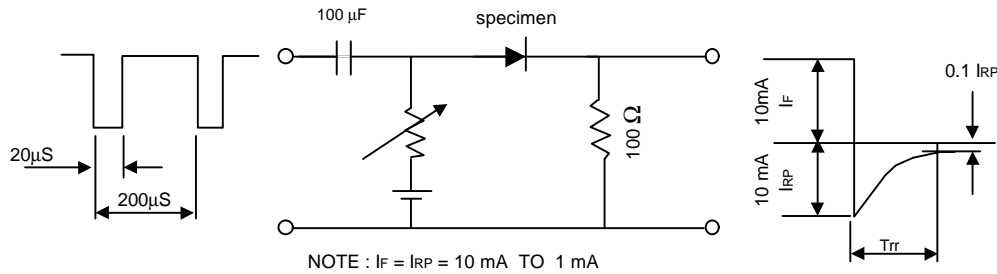 20μS
200μS
100 μF
specimen
100 Ω
NOTE : IF = IRP = 10 mA TO 1 mA
10mA
IF
10 mA
IRP
0.1 IRP
Trr